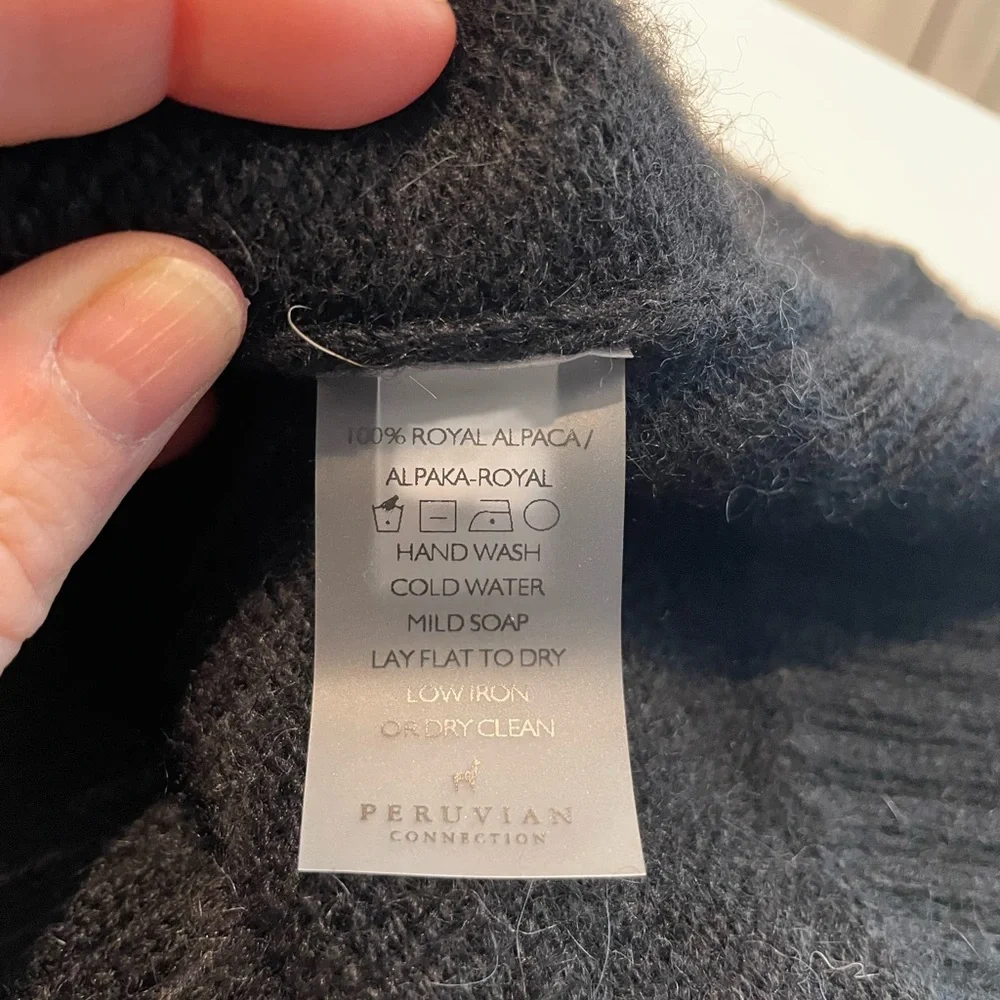 100% ROYAL ALPACA /
ALPAKA-ROYAL
HAND WASH
COLD WATER
MILD SOAP
LAY FLAT TO DRY
LOW IRON
OR DRY CLEAN
PERUVIAN
CONNECTION